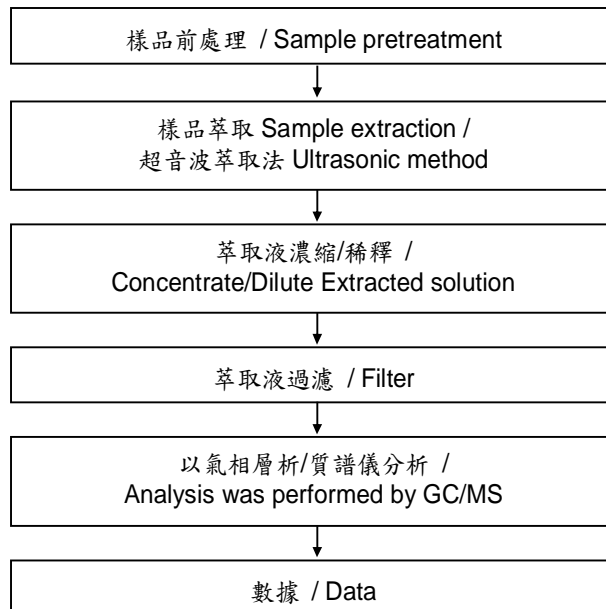 樣品前處理 / Sample pretreatment
樣品萃取 Sample extraction /
超音波萃取法 Ultrasonic method
萃取液濃縮/稀釋 /
Concentrate/Dilute Extracted solution
萃取液過濾 / Filter
以氣相層析/質譜儀分析 /
Analysis was performed by GC/MS
數據 / Data